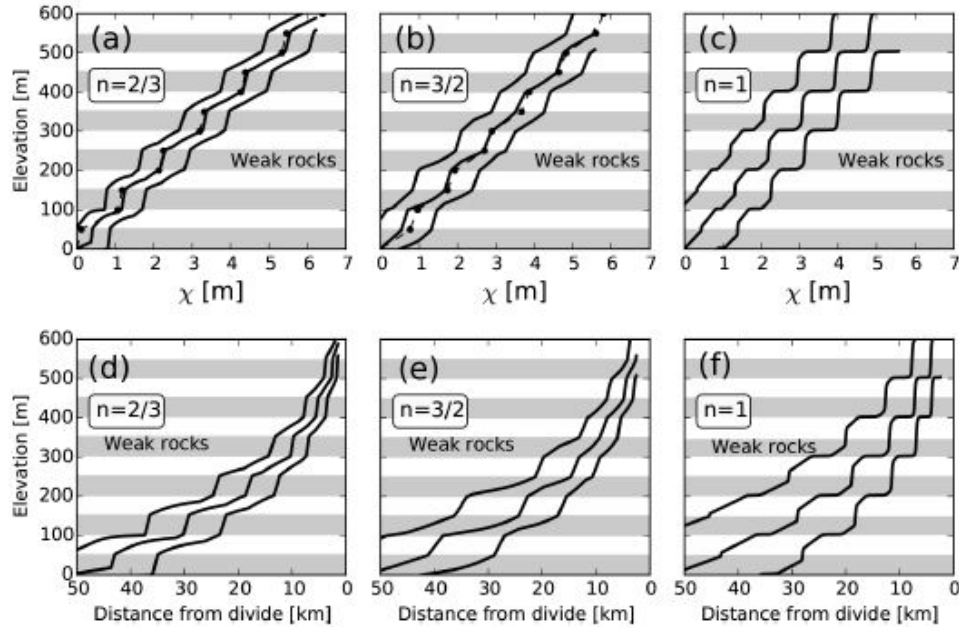 (a)
n=2/3
Weak rocks
Elevation [m]
600
500
400
300
200
100
0
0 1 2 3 4 5 6 7
χ [m]
(b)
n=3/2
Weak rocks
0 1 2 3 4 5 6 7
χ [m]
(c)
n=1
Weak rocks
0 1 2 3 4 5 6 7
χ [m]
(d)
n=2/3
Weak rocks
Elevation [m]
600
500
400
300
200
100
0
50 40 30 20 10 0
Distance from divide [km]
(e)
n=3/2
Weak rocks
50 40 30 20 10 0
Distance from divide [km]
(f)
n=1
Weak rocks
50 40 30 20 10 0
Distance from divide [km]